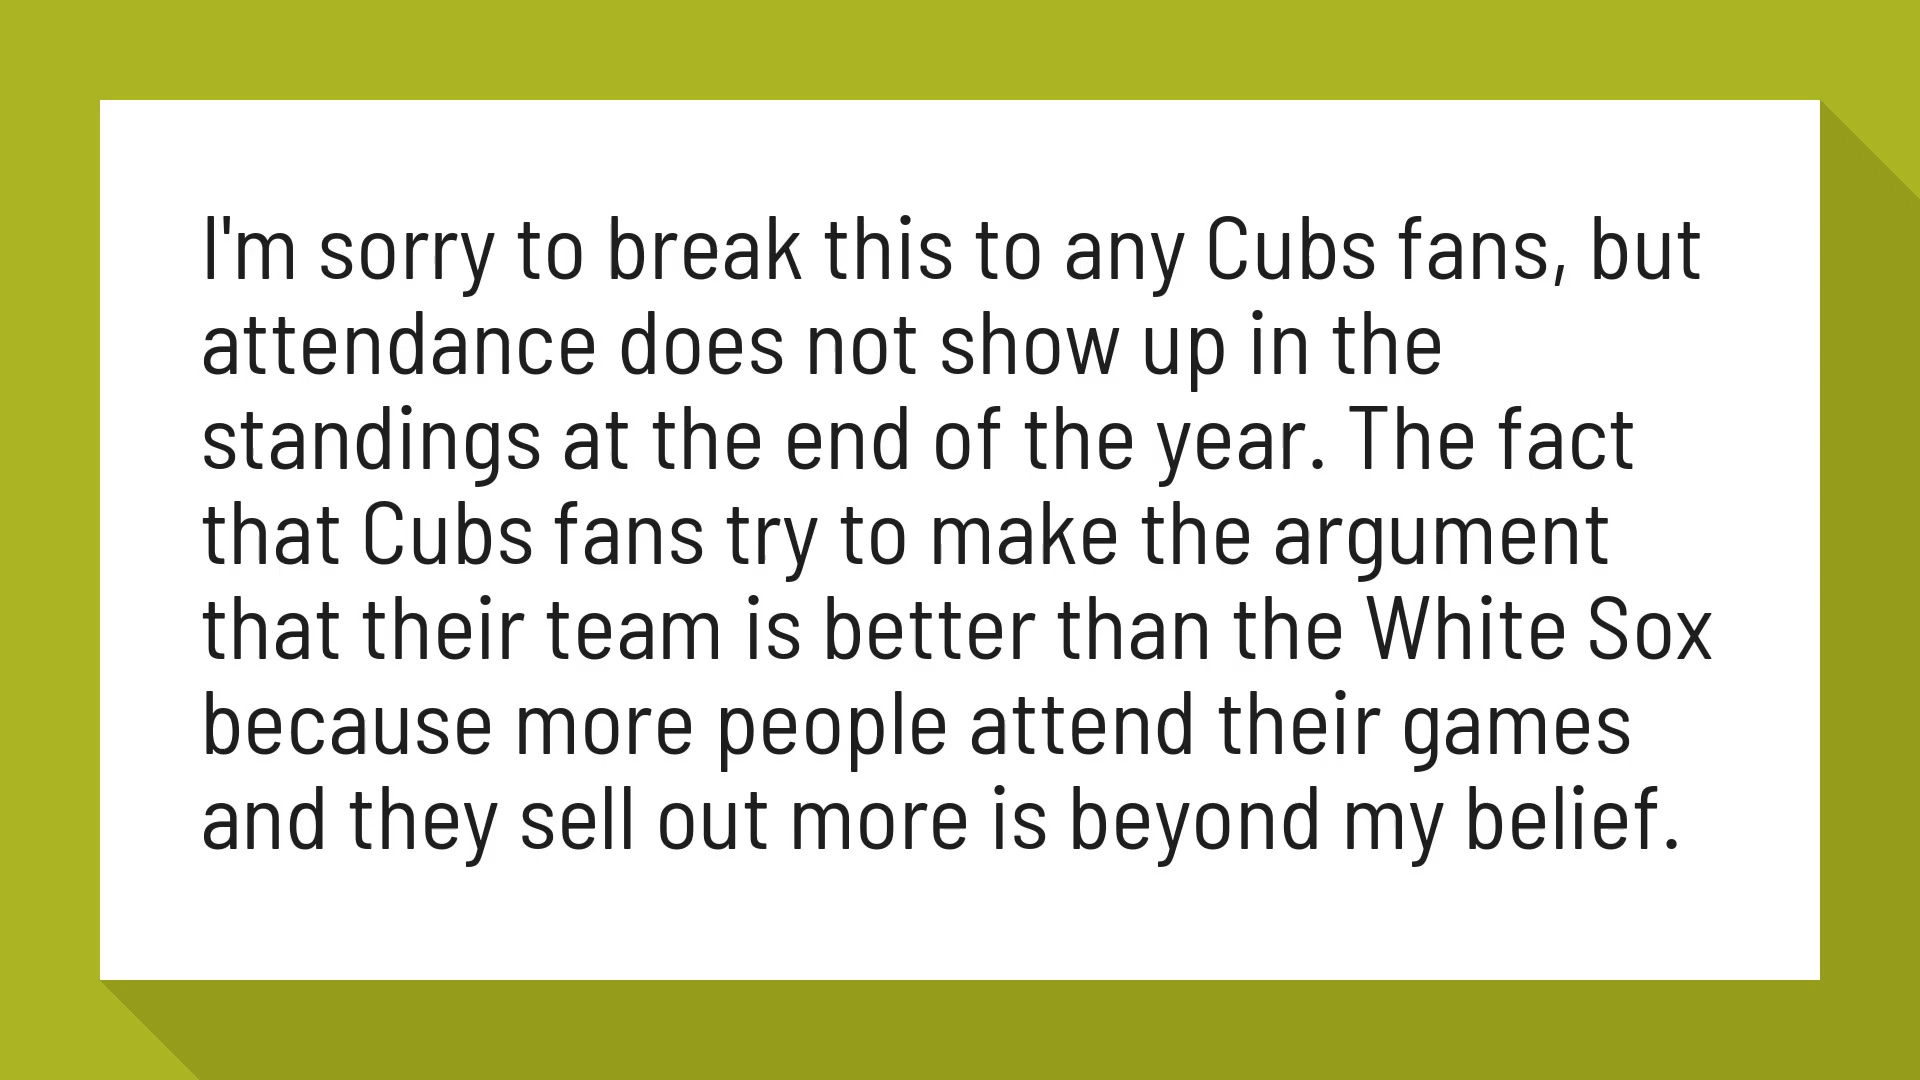 I'm sorry to break this to any Cubs fans, but
attendance does not show up in the
standings at the end of the year. The fact
that Cubs fans try to make the argument
that their team is better than the White Sox
because more people attend their games
and they sell out more is beyond my belief.